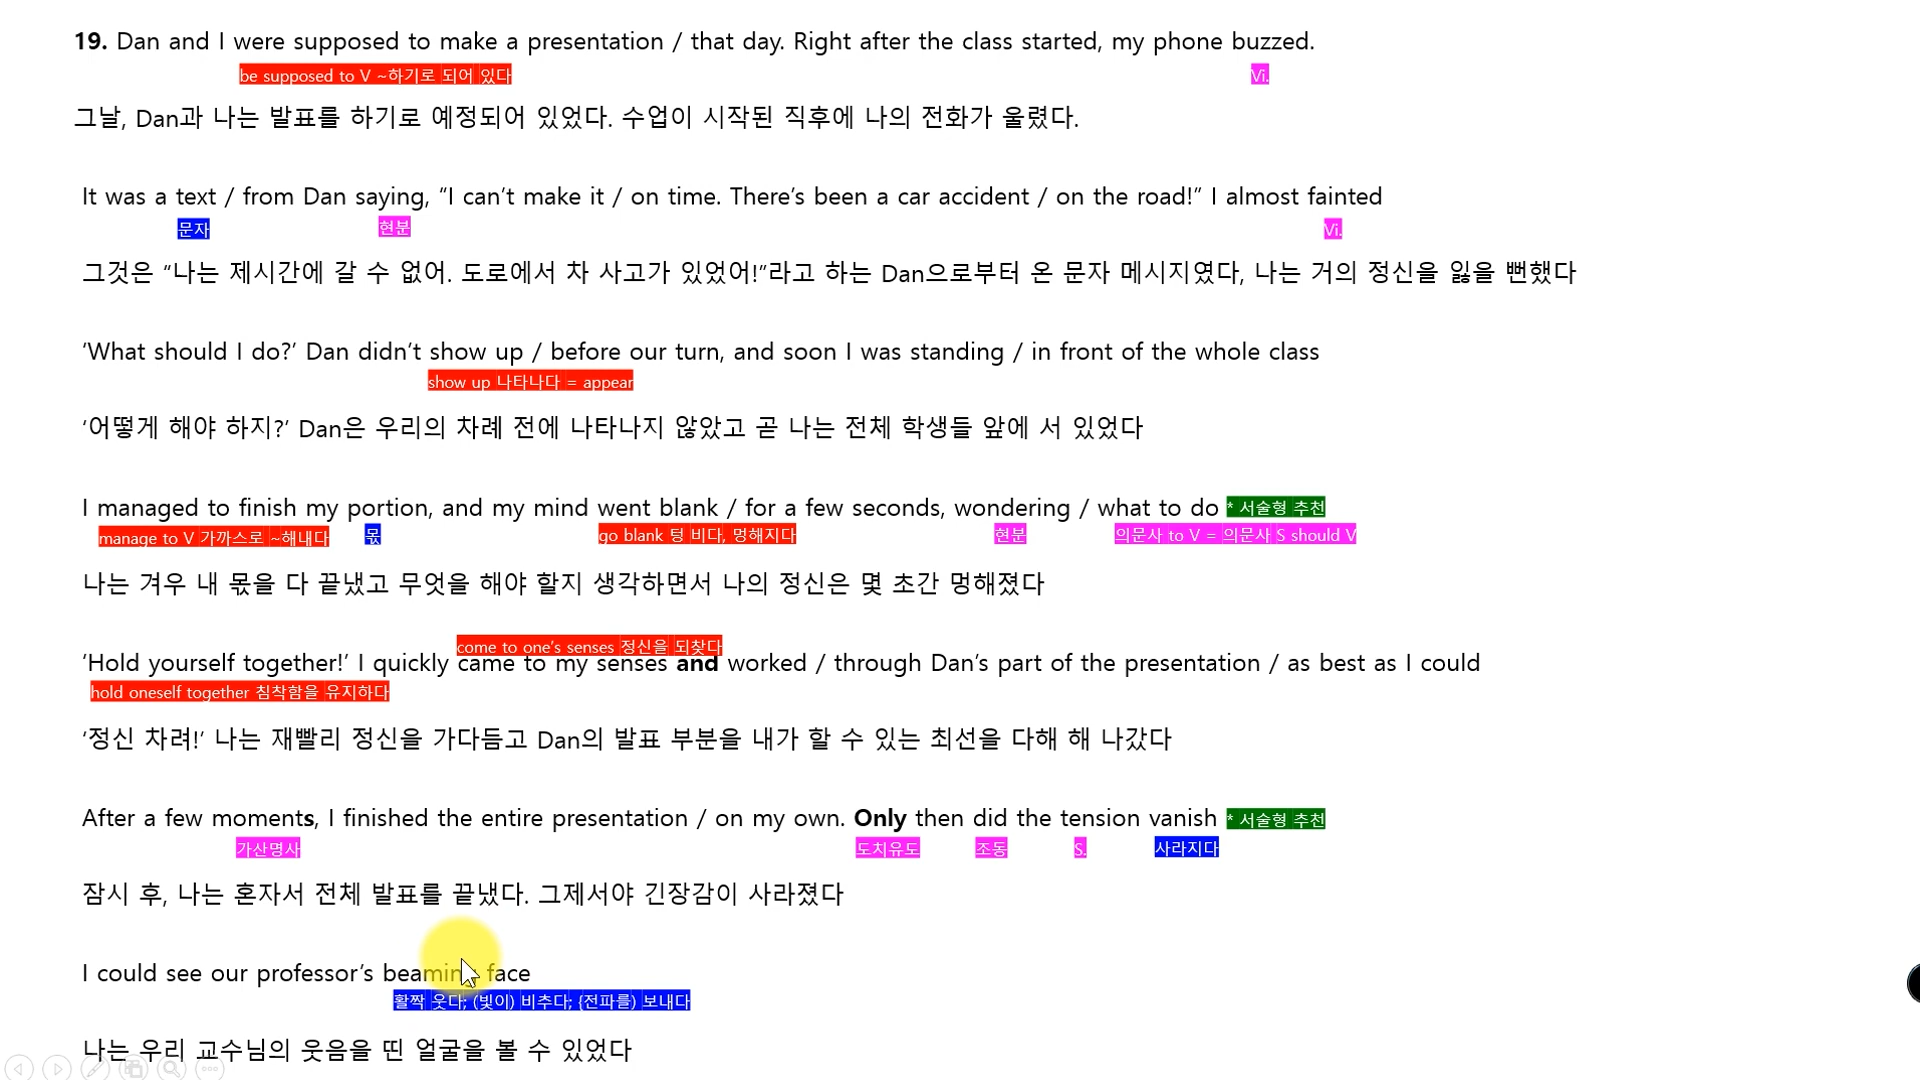 19. Dan and I were supposed to make a presentation / that day. Right after the class started, my phone buzzed.
be supposed to V ~하기로 되어 있다 Vi.
그날, Dan과 나는 발표를 하기로 예정되어 있었다. 수업이 시작된 직후에 나의 전화가 울렸다.
It was a text / from Dan saying, “I can’t make it / on time. There’s been a car accident / on the road!” I almost fainted
문자 현분 Vi.
그것은 “나는 제시간에 갈 수 없어. 도로에서 차 사고가 있었어!”라고 하는 Dan으로부터 온 문자 메시지였다, 나는 거의 정신을 잃을 뻔했다
‘What should I do?’ Dan didn’t show up / before our turn, and soon I was standing / in front of the whole class
show up 나타나다 = appear
‘어떻게 해야 하지?’ Dan은 우리의 차례 전에 나타나지 않았고 곧 나는 전체 학생들 앞에 서 있었다
I managed to finish my portion, and my mind went blank / for a few seconds, wondering / what to do * 서술형 추천
manage to V 가까스로 ~해내다 몫 go blank 텅 비다, 멍해지다 현분 의문사 to V = 의문사 S should V
나는 겨우 내 몫을 다 끝냈고 무엇을 해야 할지 생각하면서 나의 정신은 몇 초간 멍해졌다
come to one’s senses 정신을 되찾다
‘Hold yourself together!’ I quickly came to my senses and worked / through Dan’s part of the presentation / as best as I could
hold oneself together 침착함을 유지하다
‘정신 차려!’ 나는 재빨리 정신을 가다듬고 Dan의 발표 부분을 내가 할 수 있는 최선을 다해 해 나갔다
After a few moments, I finished the entire presentation / on my own. Only then did the tension vanish * 서술형 추천
가산명사 도치유도 조동 S. 사라지다
잠시 후, 나는 혼자서 전체 발표를 끝냈다. 그제서야 긴장감이 사라졌다
I could see our professor’s beaming face
활짝 웃다; (빛이) 비추다; {전파를) 보내다
나는 우리 교수님의 웃음을 띤 얼굴을 볼 수 있었다